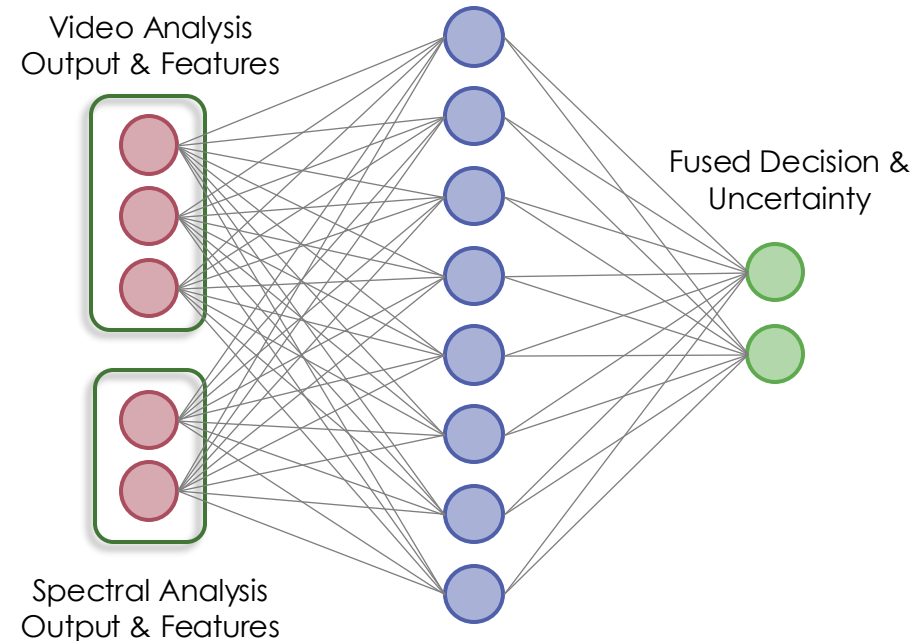 Video Analysis
Output & Features
Fused Decision &
Uncertainty
Spectral Analysis
Output & Features